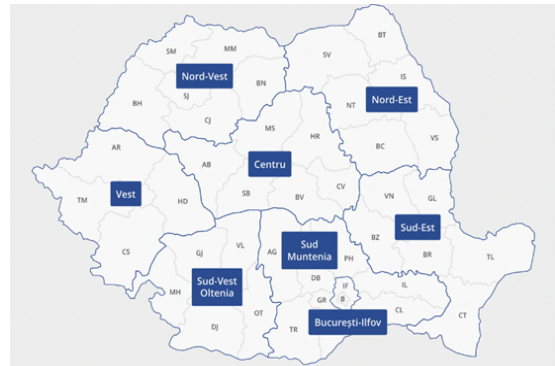 BT
SM
MM
SV
Nord-Vest
IS
BN
SJ
Nord-Est
BH
NT
CJ
MS
HR
VS
AR
BC
AB
Centru
CV
Vest
SB
BV
VN
GL
TM
HD
Sud-Est
VL
Sud
Muntenia
BZ
CS
GJ
AG
PH
BR
TL
DB
Sud-Vest
Oltenia
IF
IL
MH
GR
B
OT
CL
CT
București-Ilfov
DJ
TR